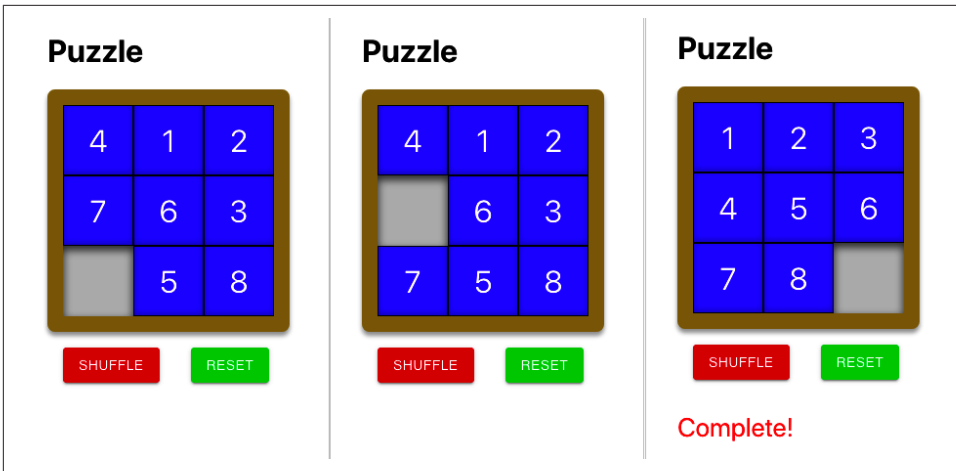 Puzzle
4 1 2
7 6 3
5 8
SHUFFLE RESET
Puzzle
4 1 2
6 3
7 5 8
SHUFFLE RESET
Puzzle
1 2 3
4 5 6
7 8
SHUFFLE RESET
Complete!